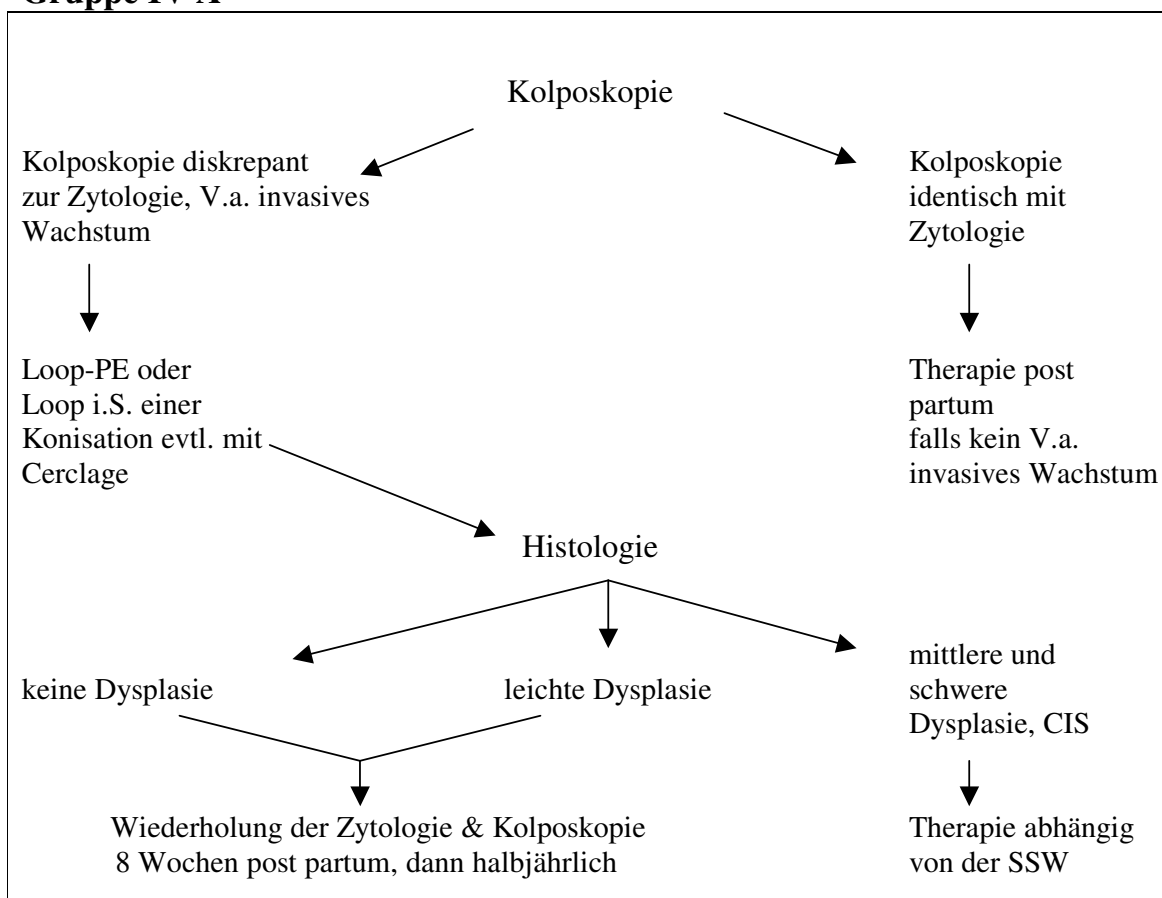 Gruppe IV A
Kolposkopie
Kolposkopie diskrepant
zur Zytologie, V.a. invasives
Wachstum
Kolposkopie
identisch mit
Zytologie
Loop-PE oder
Loop i.S. einer
Konisation evtl. mit
Cerclage
Therapie post
partum
falls kein V.a.
invasives Wachstum
Histologie
keine Dysplasie
leichte Dysplasie
mittlere und
schwere
Dysplasie, CIS
Wiederholung der Zytologie & Kolposkopie
8 Wochen post partum, dann halbjährlich
Therapie abhängig
von der SSW